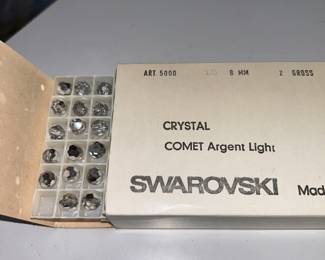 ART. 5000 8 MM 2 GROSS
CRYSTAL
COMET Argent Light
SWAROVSKI Mad